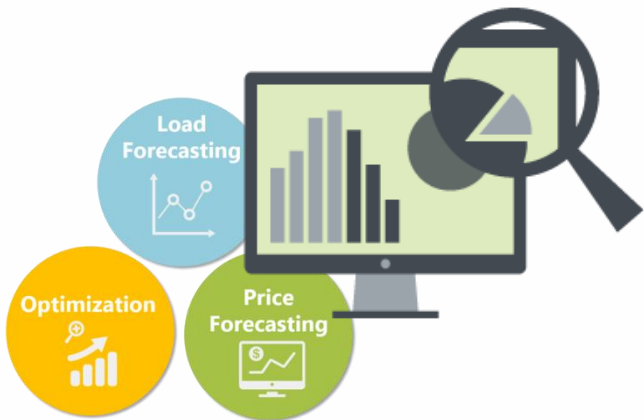 Load
Forecasting
Optimization
Price
Forecasting
$